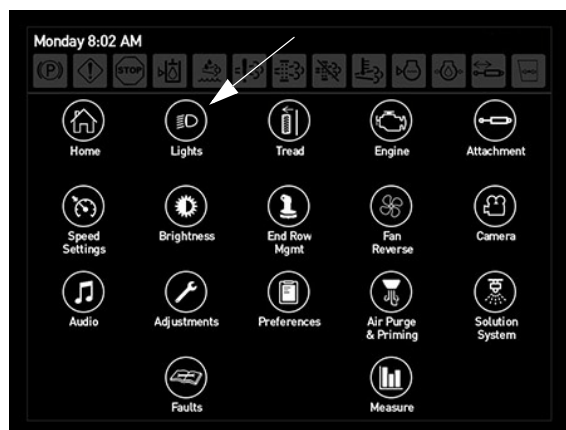 Monday 8:02 AM
P STOP
Home Lights Tread Engine Attachment
Speed Settings Brightness End Row Mgmt Fan Reverse Camera
Audio Adjustments Preferences Air Purge & Priming Solution System
Faults Measure